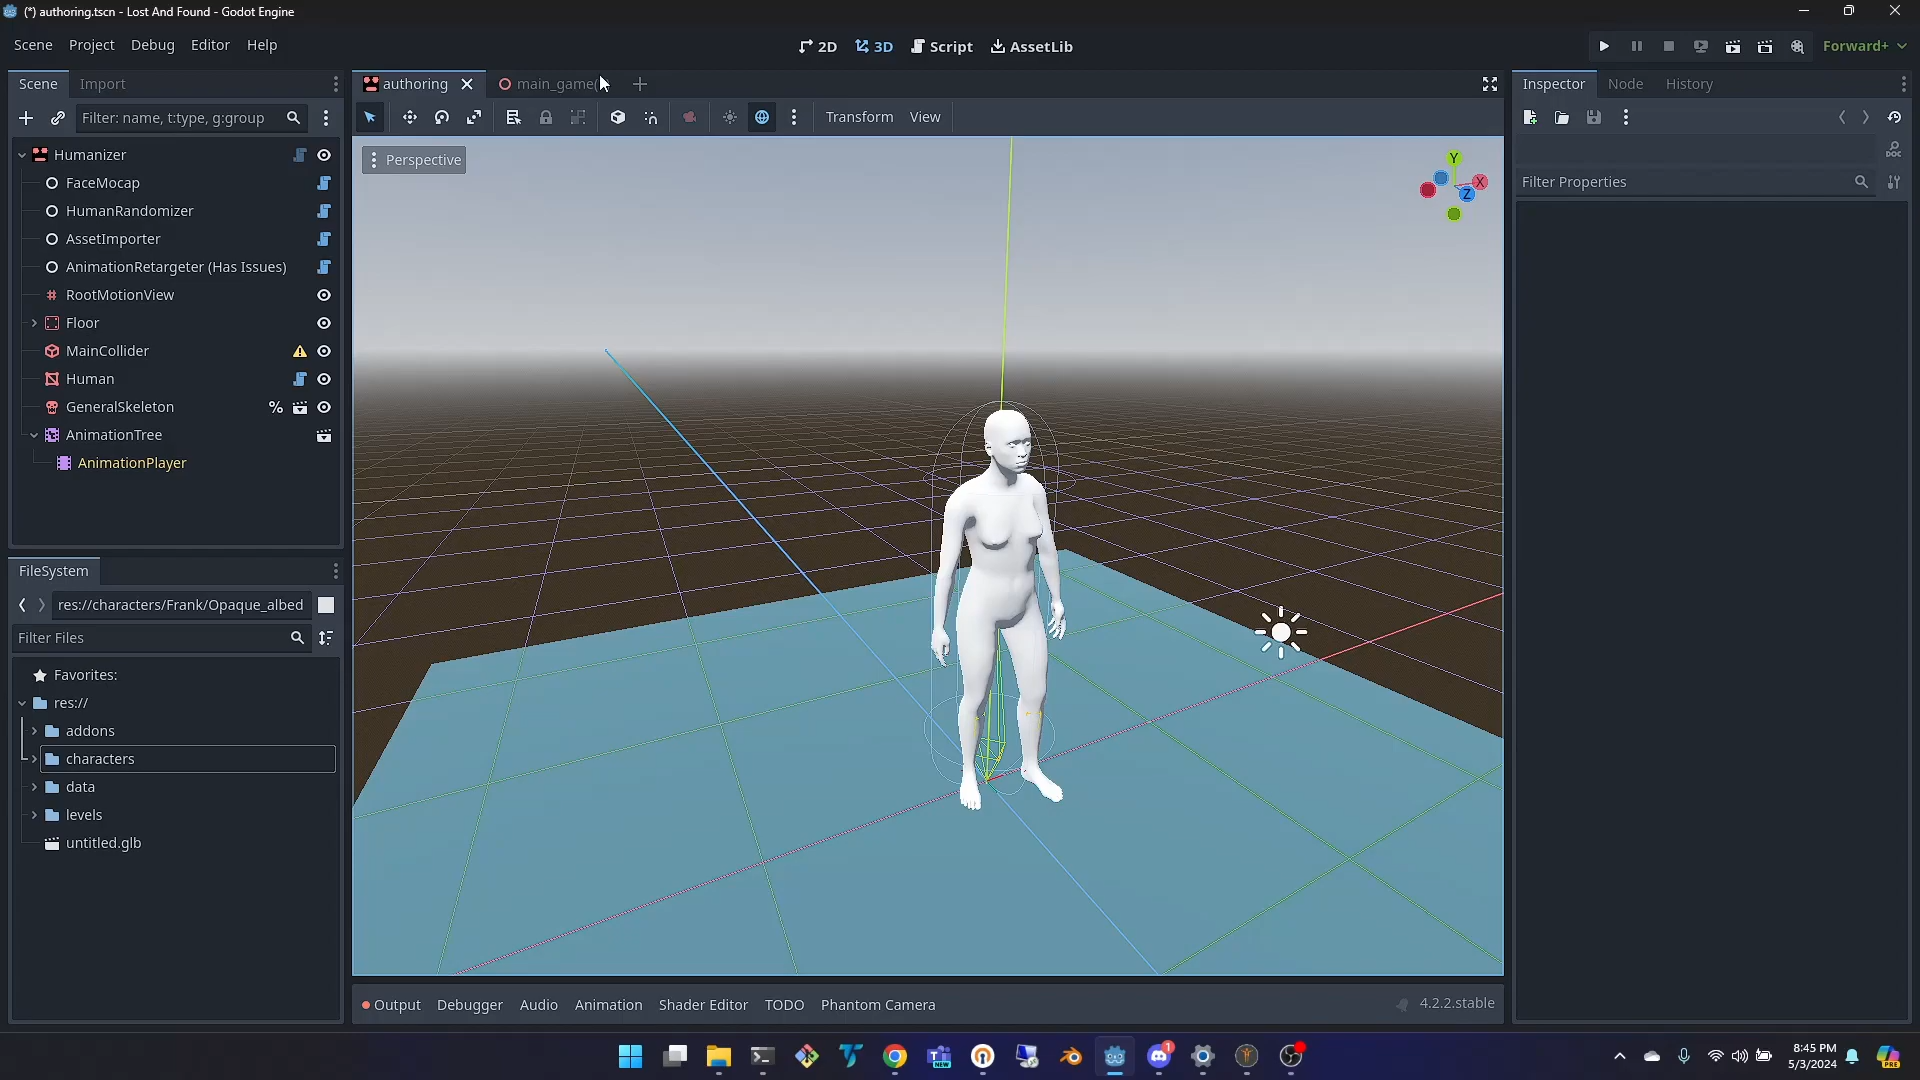 (*) authoring.tscn - Lost And Found - Godot Engine
Scene Project Debug Editor Help
2D 3D Script AssetLib
Forward+
Scene Import
authoring
main_game(
Inspector Node History
Filter: name, t:type, g:group
Transform View
Humanizer
Perspective
Y
X
Z
DOC
FaceMocap
Filter Properties
HumanRandomizer
AssetImporter
AnimationRetargeter (Has Issues)
RootMotionView
Floor
MainCollider
Human
GeneralSkeleton %
AnimationTree
AnimationPlayer
FileSystem
res://characters/Frank/Opaque_albed
Filter Files
Favorites:
res://
addons
characters
data
levels
untitled.glb
Output Debugger Audio Animation Shader Editor TODO Phantom Camera
4.2.2.stable
NEW
1
8:45 PM
5/3/2024
PRE